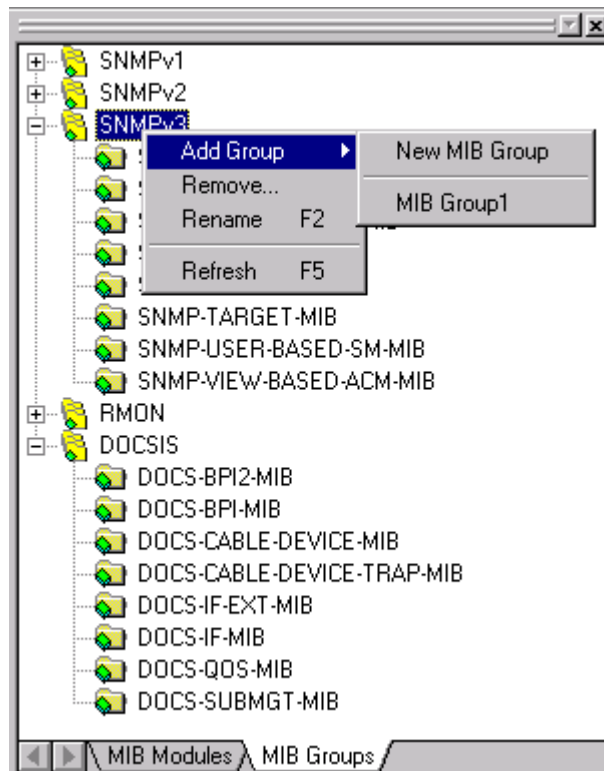 SNMPv1
SNMPv2
SNMPv3
Add Group
New MIB Group
Remove...
MIB Group1
Rename F2
Refresh F5
SNMP-TARGET-MIB
SNMP-USER-BASED-SM-MIB
SNMP-VIEW-BASED-ACM-MIB
RMON
DOCSIS
DOCS-BPI2-MIB
DOCS-BPI-MIB
DOCS-CABLE-DEVICE-MIB
DOCS-CABLE-DEVICE-TRAP-MIB
DOCS-IF-EXT-MIB
DOCS-IF-MIB
DOCS-QOS-MIB
DOCS-SUBMGT-MIB
MIB Modules MIB Groups